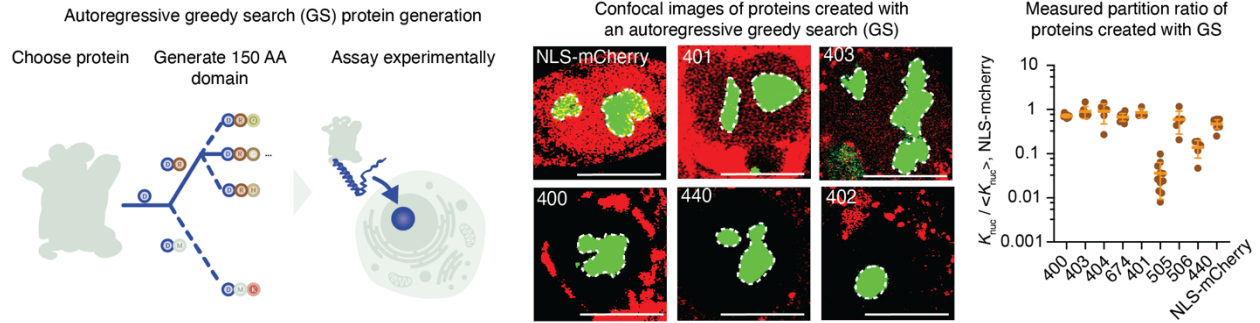 Autoregressive greedy search (GS) protein generation
Choose protein
Generate 150 AA
domain
Assay experimentally
D
D R
D M
D R
D R
...
D E H
D M K
Confocal images of proteins created with
an autoregressive greedy search (GS)
NLS-mCherry
401
403
400
440
402
Measured partition ratio of
proteins created with GS
K nuc / <K nuc>, NLS-mcherry
10
1
0.1
0.01
0.001
400
403
404
674
401
505
506
440
NLS-mCherry